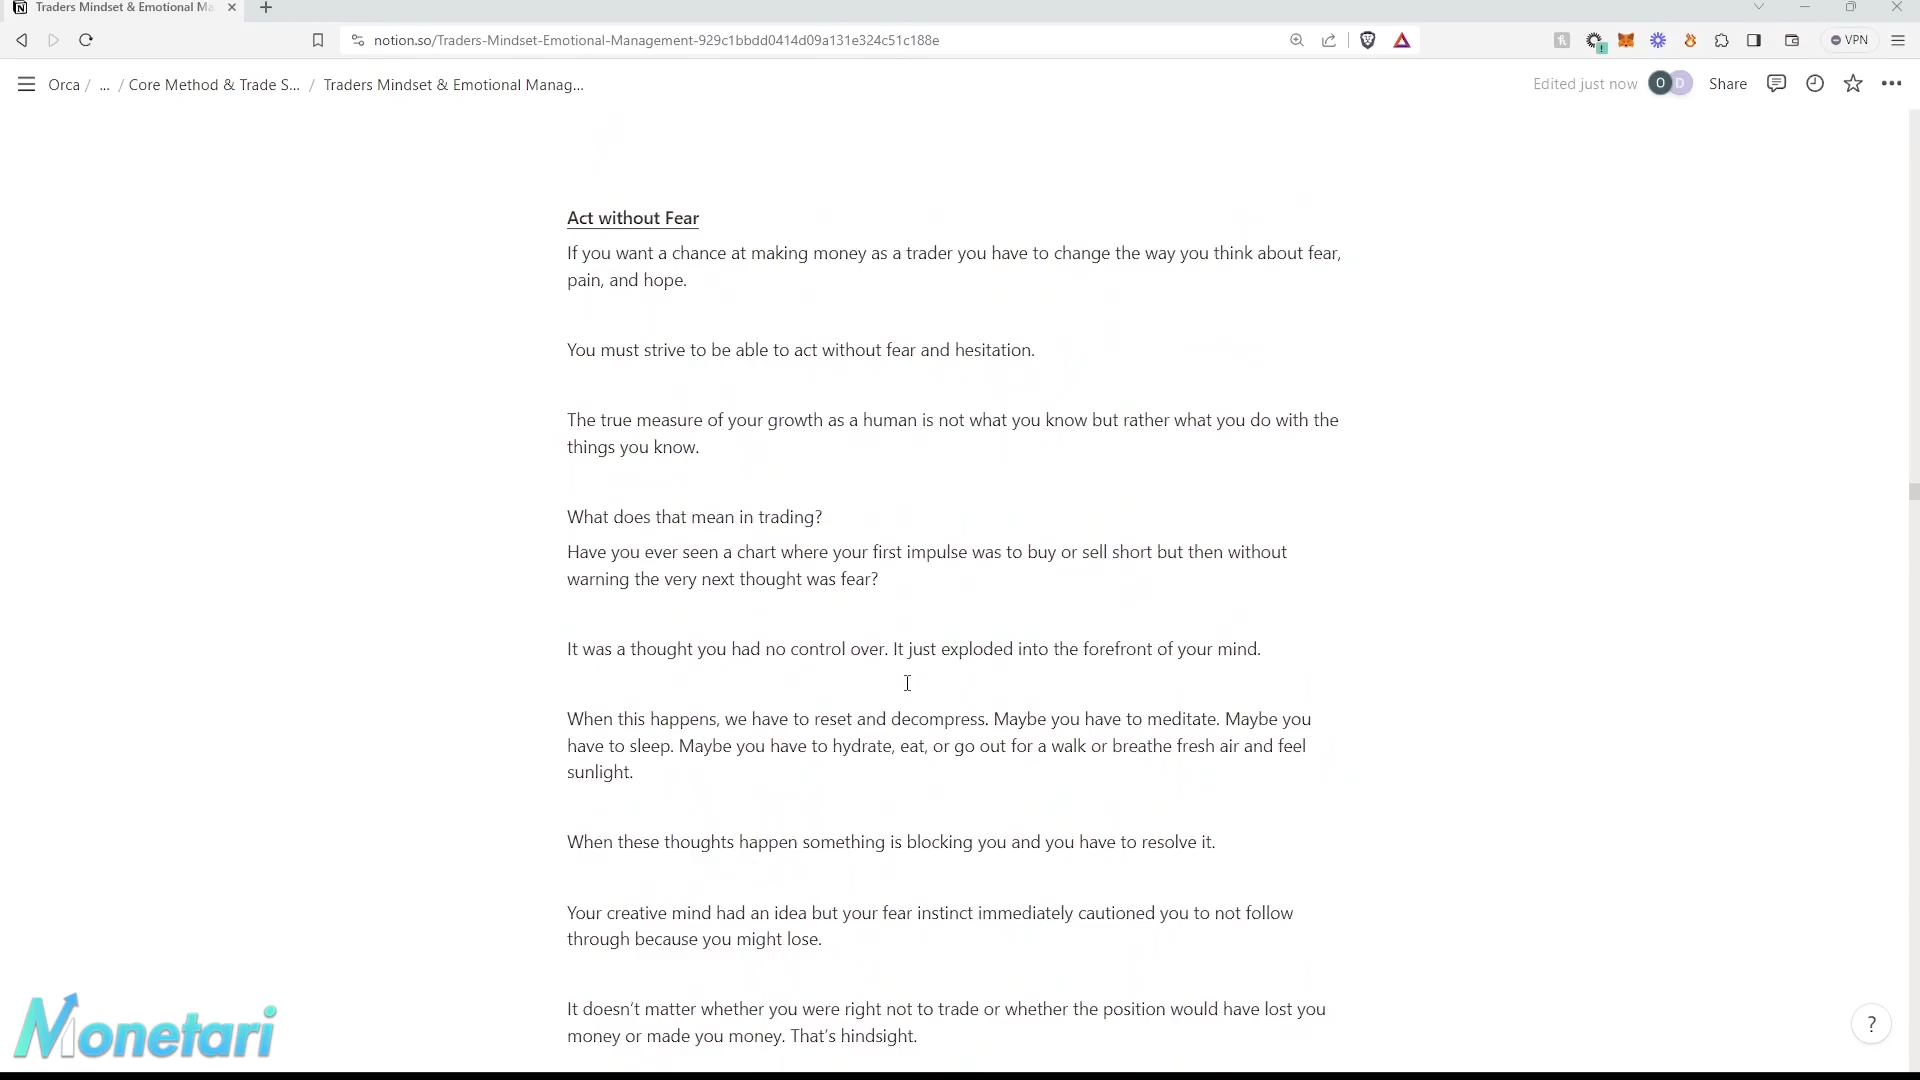 Traders Mindset & Emotional Ma
notion.so/Traders-Mindset-Emotional-Management-929c1bbdd0414d09a131e324c51c188e
VPN
Orca / ... / Core Method & Trade S... / Traders Mindset & Emotional Manag...
Edited just now O D Share
Act without Fear
If you want a chance at making money as a trader you have to change the way you think about fear,
pain, and hope.
You must strive to be able to act without fear and hesitation.
The true measure of your growth as a human is not what you know but rather what you do with the
things you know.
What does that mean in trading?
Have you ever seen a chart where your first impulse was to buy or sell short but then without
warning the very next thought was fear?
It was a thought you had no control over. It just exploded into the forefront of your mind.
When this happens, we have to reset and decompress. Maybe you have to meditate. Maybe you
have to sleep. Maybe you have to hydrate, eat, or go out for a walk or breathe fresh air and feel
sunlight.
When these thoughts happen something is blocking you and you have to resolve it.
Your creative mind had an idea but your fear instinct immediately cautioned you to not follow
through because you might lose.
It doesn't matter whether you were right not to trade or whether the position would have lost you
money or made you money. That's hindsight.
Monetari
?